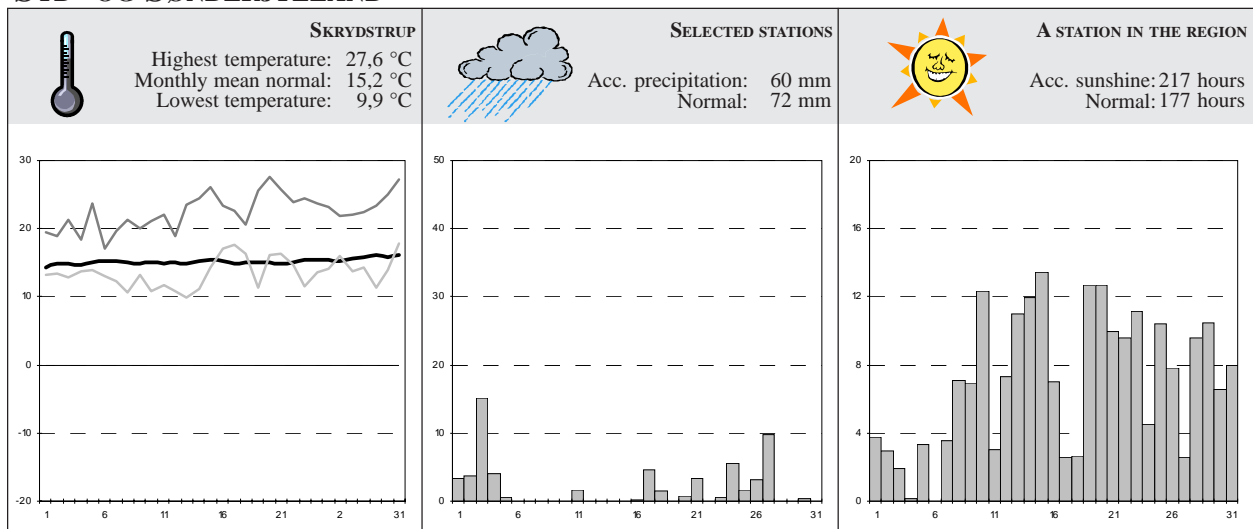 SKRYDSTRUP
Highest temperature: 27,6 °C
Monthly mean normal: 15,2 °C
Lowest temperature: 9,9 °C
SELECTED STATIONS
Acc. precipitation: 60 mm
Normal: 72 mm
A STATION IN THE REGION
Acc. sunshine: 217 hours
Normal: 177 hours
30
20
10
0
-10
-20
1 6 11 16 21 2 31
50
40
30
20
10
0
1 6 11 16 21 26 31
20
16
12
8
4
0
1 6 11 16 21 26 31